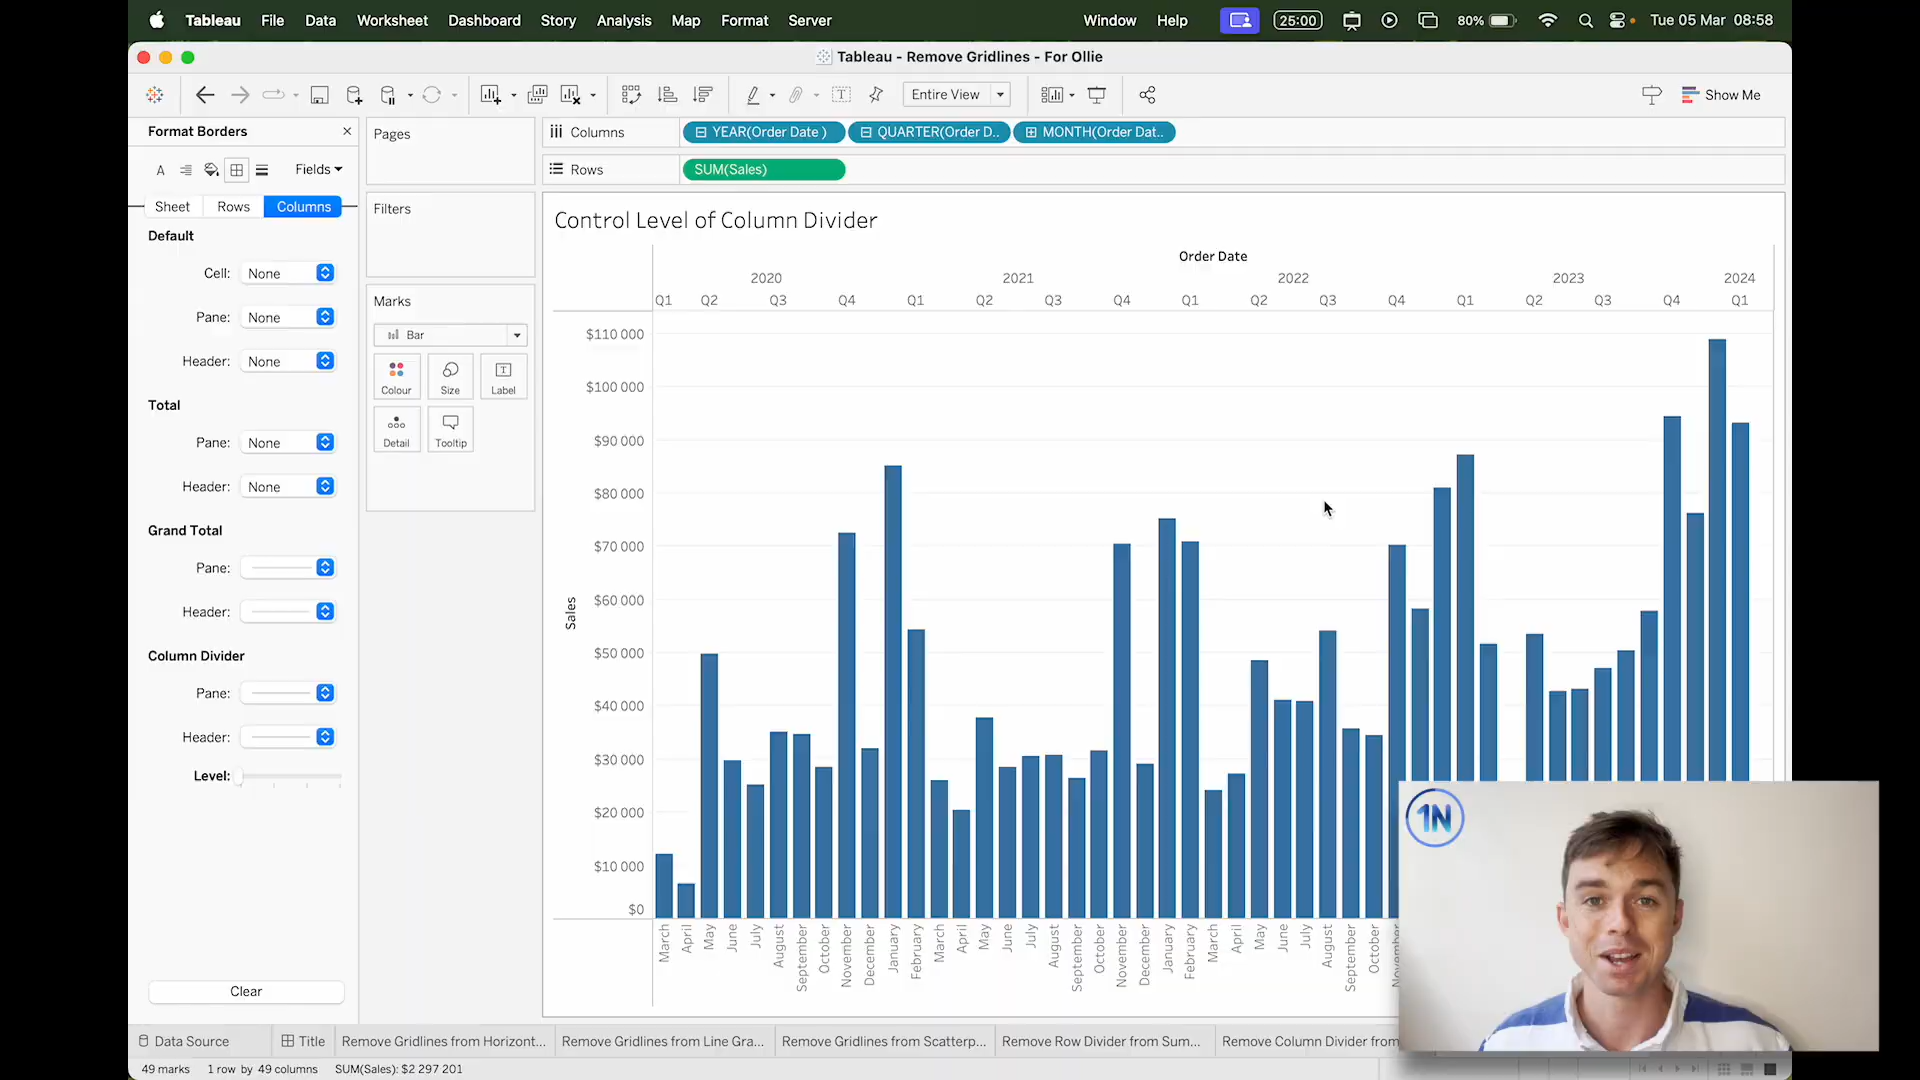 Tableau File Data Worksheet Dashboard Story Analysis Map Format Server Window Help 25:00 80% Tue 05 Mar 08:58
Tableau - Remove Gridlines - For Ollie
Entire View Show Me
Format Borders
Fields
Sheet Rows Columns
Default
Cell: None
Pane: None
Header: None
Total
Pane: None
Header: None
Grand Total
Pane:
Header:
Column Divider
Pane:
Header:
Level:
Clear
Pages
Filters
Marks
Bar
Colour Size Label
Detail Tooltip
Columns YEAR(Order Date ) QUARTER(Order D.. MONTH(Order Dat..
Rows SUM(Sales)
Control Level of Column Divider
Order Date
2020 2021 2022 2023 2024
Q1 Q2 Q3 Q4 Q1 Q2 Q3 Q4 Q1 Q2 Q3 Q4 Q1 Q2 Q3 Q4 Q1
$110 000
$100 000
$90 000
$80 000
$70 000
$60 000
$50 000
$40 000
$30 000
$20 000
$10 000
$0
Sales
March April May June July August September October November December January February March April May June July August September October November December January February March April May June July August September October
1N
Data Source Title Remove Gridlines from Horizont... Remove Gridlines from Line Gra... Remove Gridlines from Scatterp... Remove Row Divider from Sum... Remove Column Divider from
49 marks 1 row by 49 columns SUM(Sales): $2 297 201